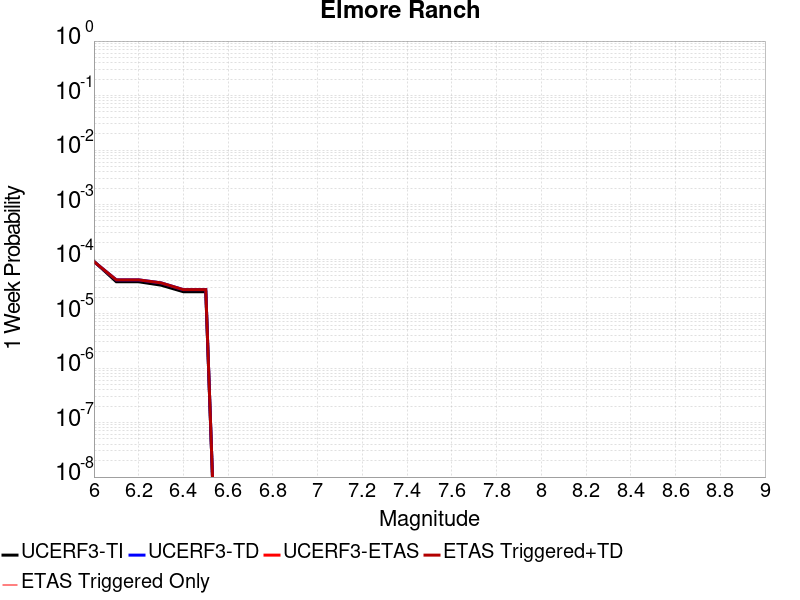 Elmore Ranch
10^0
10^-1
10^-2
10^-3
10^-4
10^-5
10^-6
10^-7
10^-8
1 Week Probability
6 6.2 6.4 6.6 6.8 7 7.2 7.4 7.6 7.8 8 8.2 8.4 8.6 8.8 9
Magnitude
UCERF3-TI UCERF3-TD UCERF3-ETAS ETAS Triggered+TD
ETAS Triggered Only